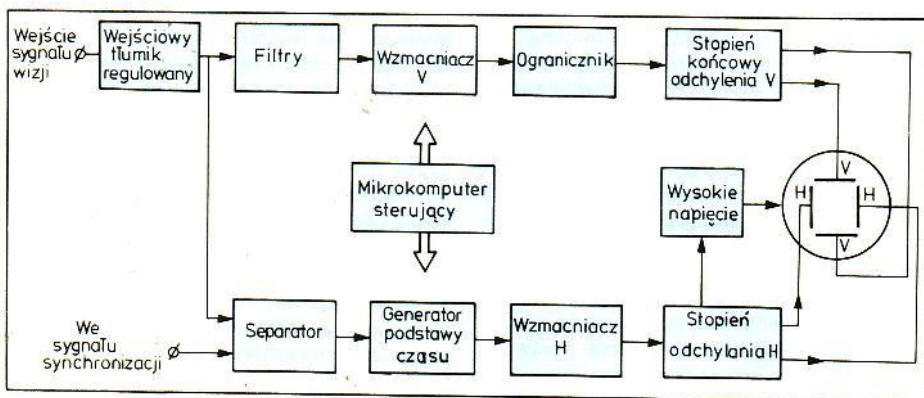 Wejście
sygnału
wizji
Wejściowy
tłumik
regulowany
Filtry
Wzmacniacz
V
Ogranicznik
Stopień
końcowy
odchylenia V
Mikrokomputer
sterujący
Wysokie
napięcie
V
H
H
V
We
sygnału
synchronizacji
Separator
Generator
podstawy
cząsu
Wzmacniacz
H
Stopień
odchylania H